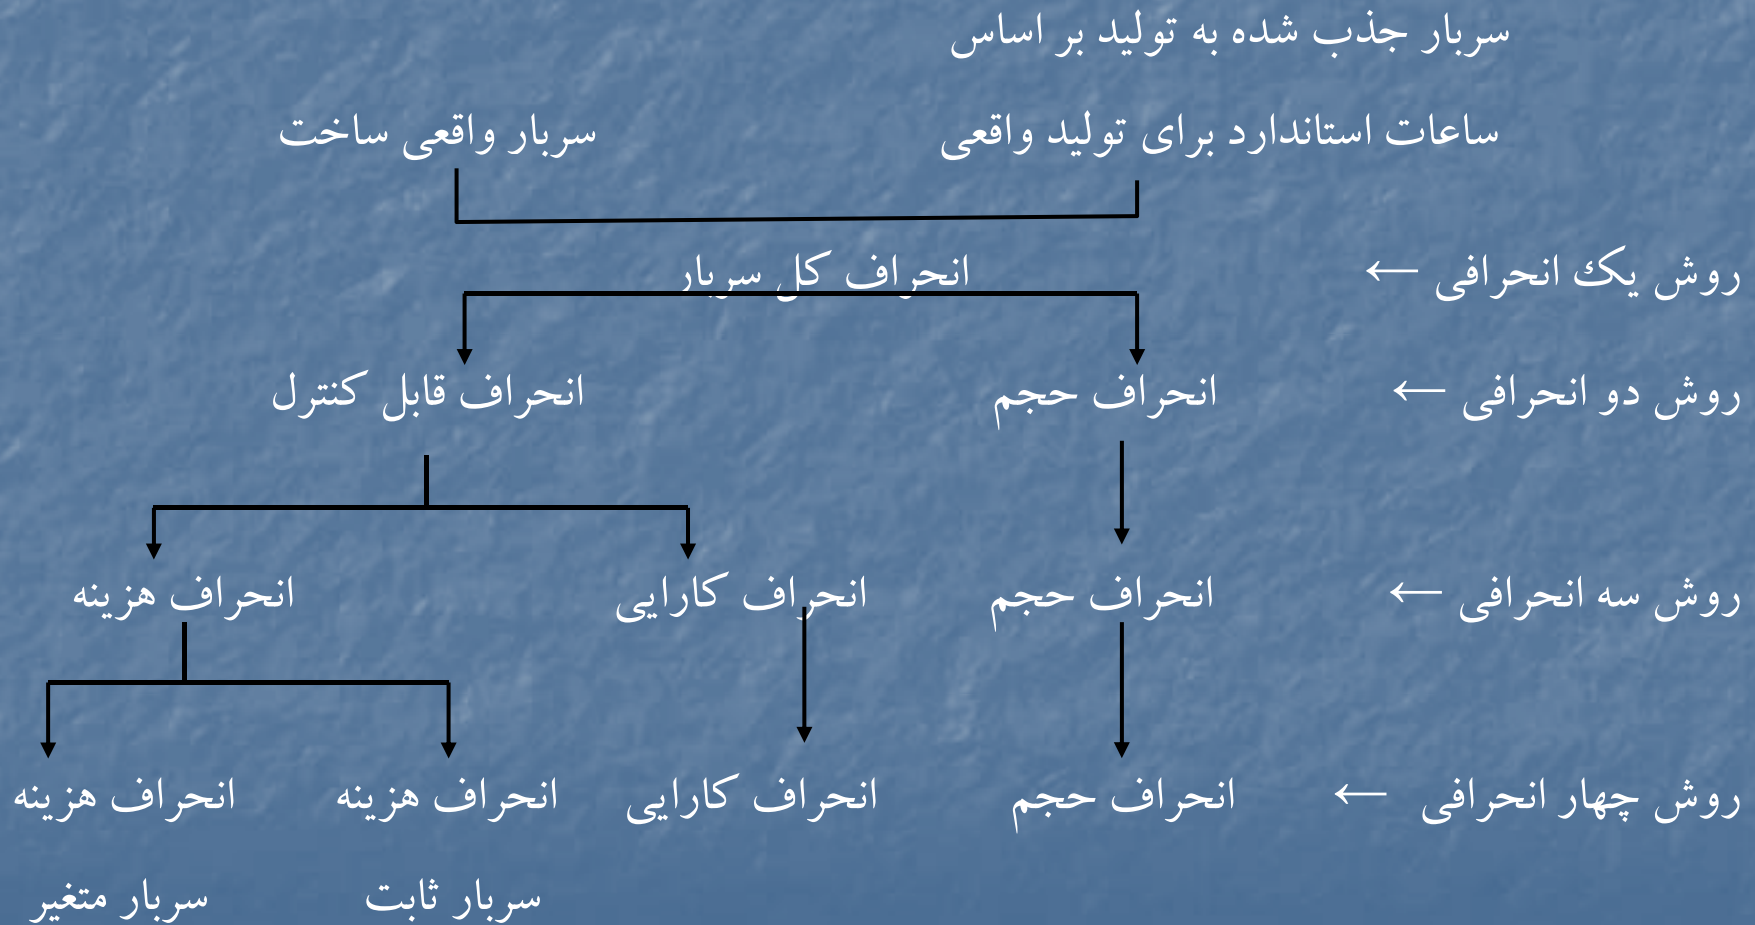 سربار جذب شده به تولید بر اساس
ساعات استاندارد برای تولید واقعی سربار واقعی ساخت
روش یک انحرافی ← انحراف کل سربار
روش دو انحرافی ← انحراف حجم انحراف قابل کنترل
روش سه انحرافی ← انحراف حجم انحراف کارایی انحراف هزینه
روش چهار انحرافی ← انحراف حجم انحراف کارایی انحراف هزینه انحراف هزینه
سربار ثابت سربار متغیر